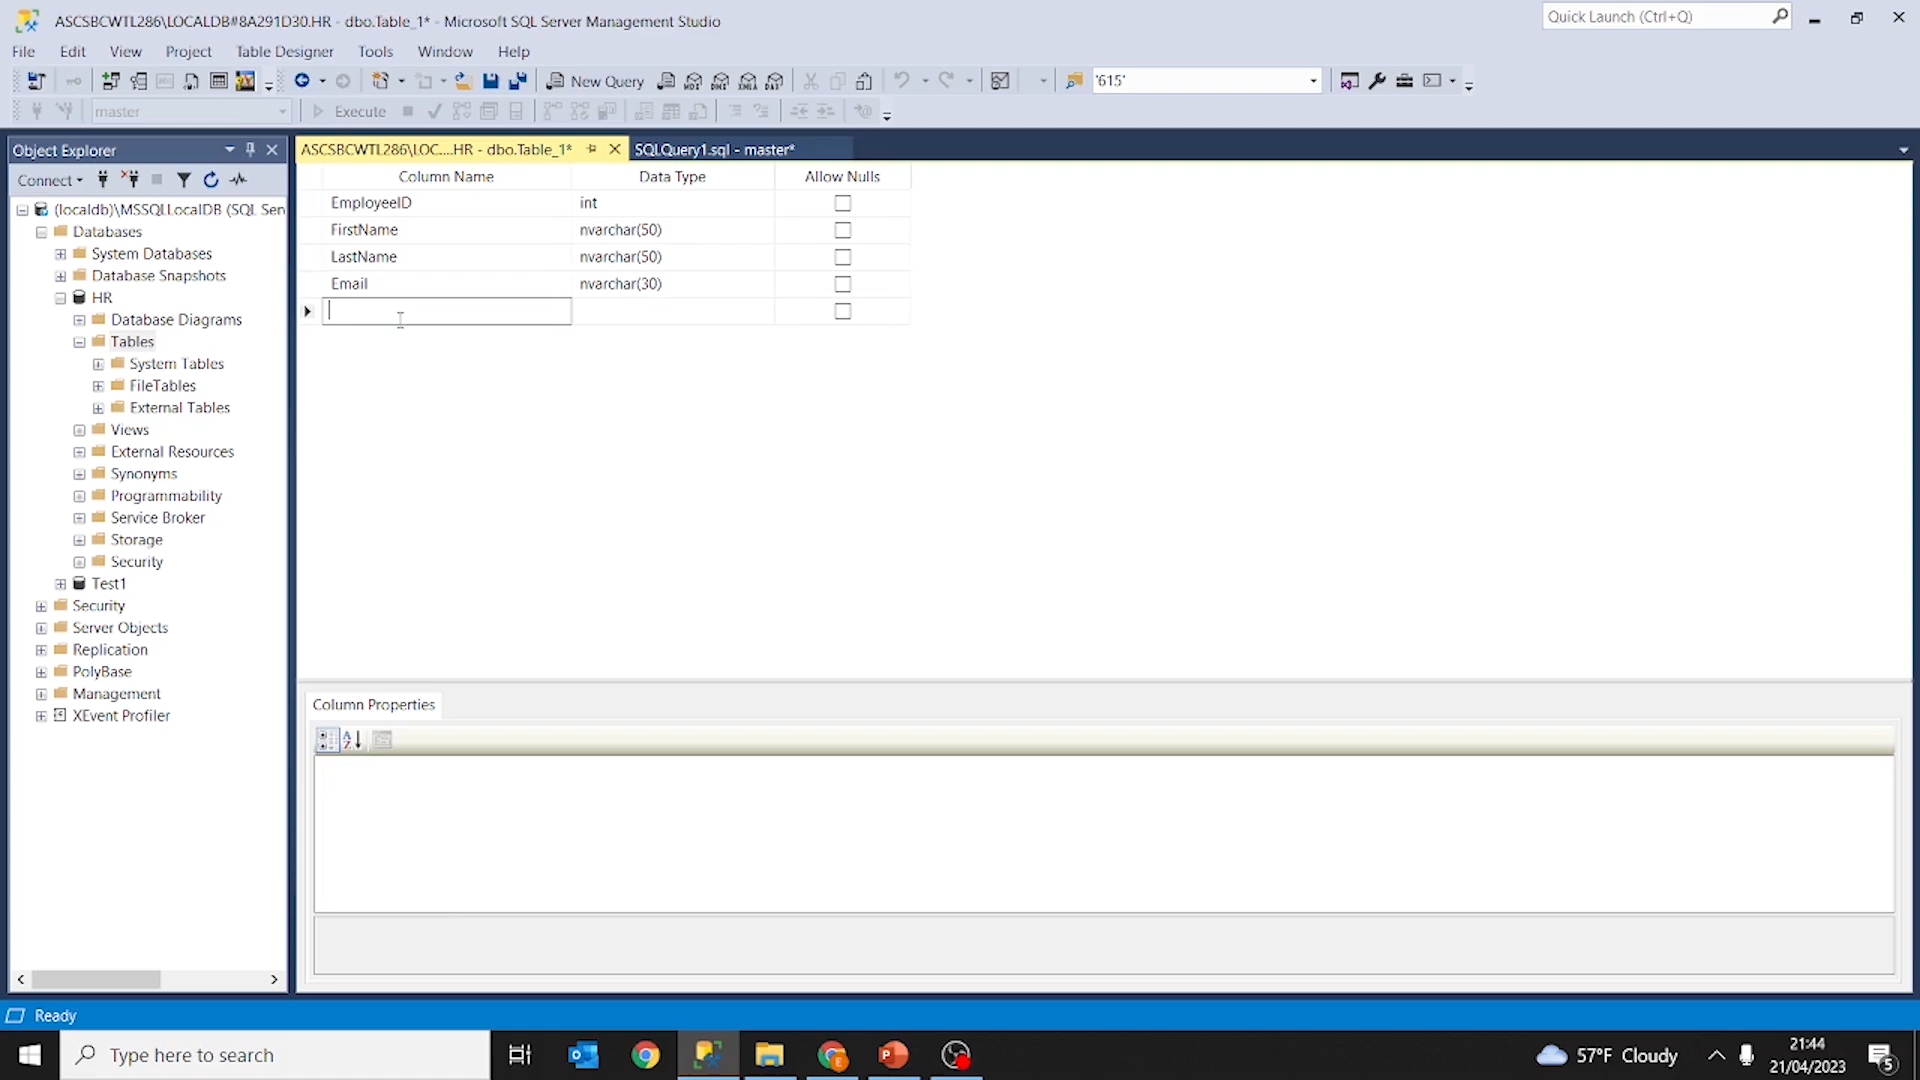 ASCSBCWTL286\LOCALDB#8A291D30.HR - dbo.Table_1* - Microsoft SQL Server Management Studio
Quick Launch (Ctrl+Q)
File Edit View Project Table Designer Tools Window Help
New Query '615'
master Execute
Object Explorer
ASCSBCWTL286\LOC....HR - dbo.Table_1* SQLQuery1.sql - master*
Connect
Column Name Data Type Allow Nulls
EmployeeID int
FirstName nvarchar(50)
LastName nvarchar(50)
Email nvarchar(30)
(localdb)\MSSQLLocalDB (SQL Sen
Databases
System Databases
Database Snapshots
HR
Database Diagrams
Tables
System Tables
FileTables
External Tables
Views
External Resources
Synonyms
Programmability
Service Broker
Storage
Security
Test1
Security
Server Objects
Replication
PolyBase
Management
XEvent Profiler
Column Properties
Ready
Type here to search
57°F Cloudy
21:44
21/04/2023
5